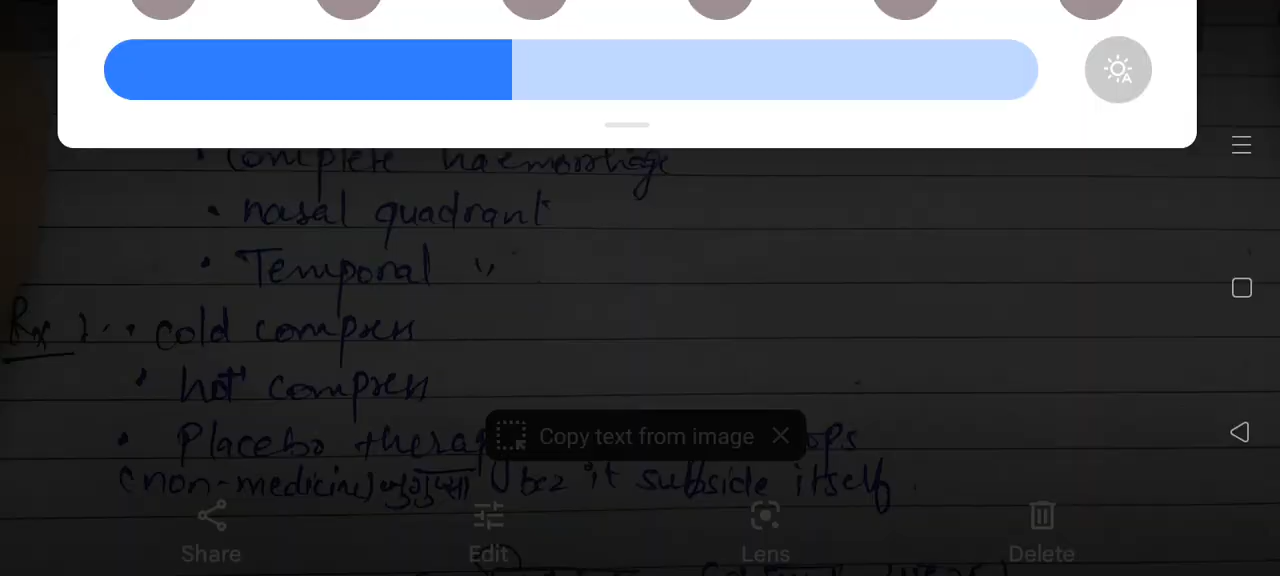 • Complete haemorrhage
• nasal quadrant
• Temporal "
Rx :. • cold compress
• hot compress
• Placebo
Copy text from image
(non-medicine) bcz it subside itself.
Share Edit Lens Delete